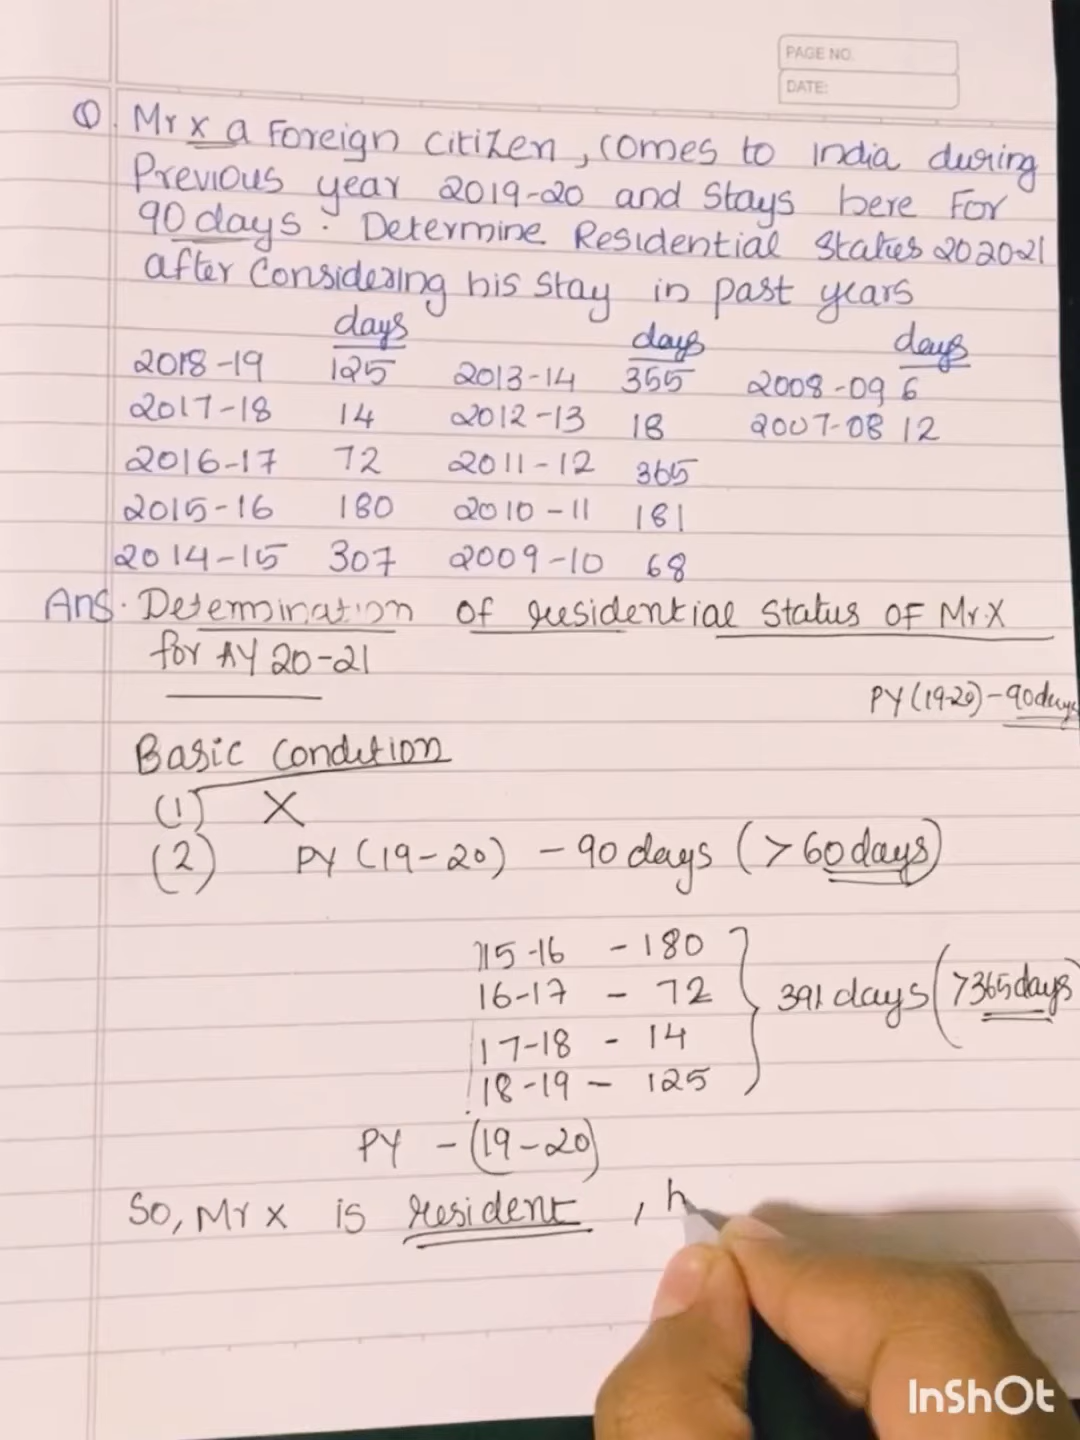 PAGE NO.
DATE:
Q. Mr X a Foreign citizen, comes to India during
Previous year 2019-20 and stays here For
90 days. Determine Residential Status 2020-21
after Considering his stay in past years
days days days
2018-19 125 2013-14 355 2008-09 6
2017-18 14 2012-13 18 2007-08 12
2016-17 72 2011-12 365
2015-16 180 2010-11 181
2014-15 307 2009-10 68
Ans. Determination of residential status OF Mr.X
for AY 20-21
PY (19-20) - 90 days
Basic Condition
(1) X
(2) PY (19-20) - 90 days (>60 days)
15-16 - 180
16-17 - 72
391 days (>365 days)
17-18 - 14
18-19 - 125
PY - (19-20)
So, Mr X is resident, h
InShOt